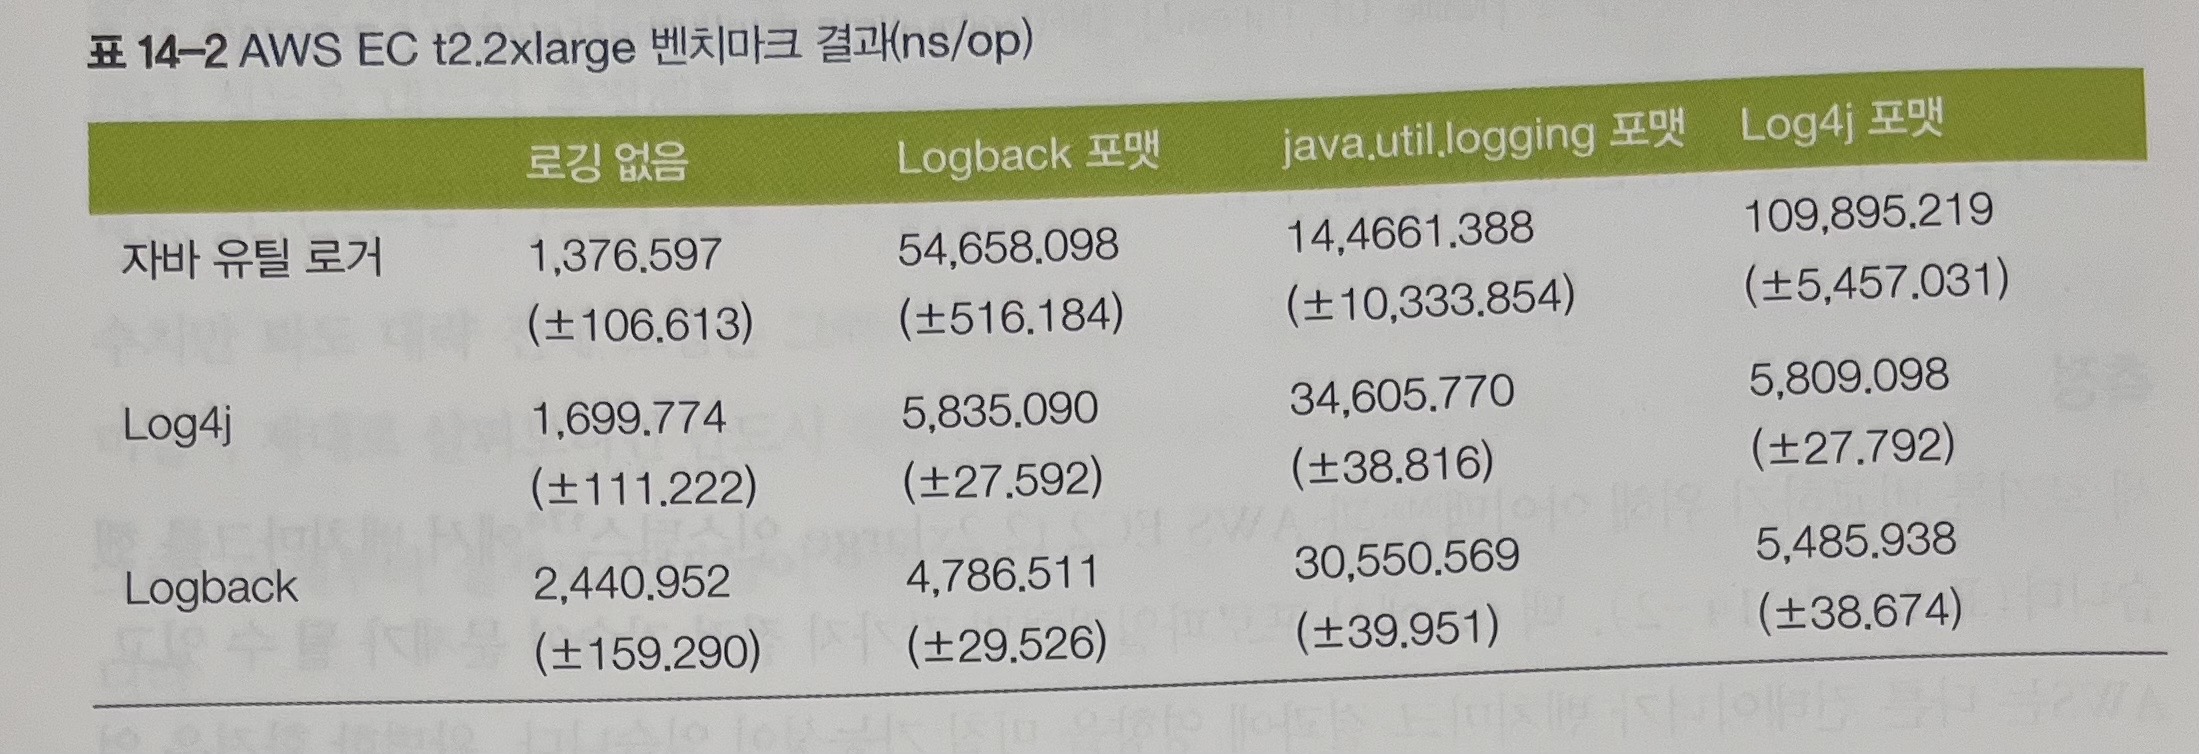 표 14-2 AWS EC t2.2xlarge 벤치마크 결과(ns/op)
로깅 없음 Logback 포맷 java.util.logging 포맷 Log4j 포맷
자바 유틸 로거 1,376.597 54,658.098 14,4661.388 109,895.219
(±106.613) (±516.184) (±10,333.854) (±5,457.031)
Log4j 1,699.774 5,835.090 34,605.770 5,809.098
(±111.222) (±27.592) (±38.816) (±27.792)
Logback 2,440.952 4,786.511 30,550.569 5,485.938
(±159.290) (±29.526) (±39.951) (±38.674)